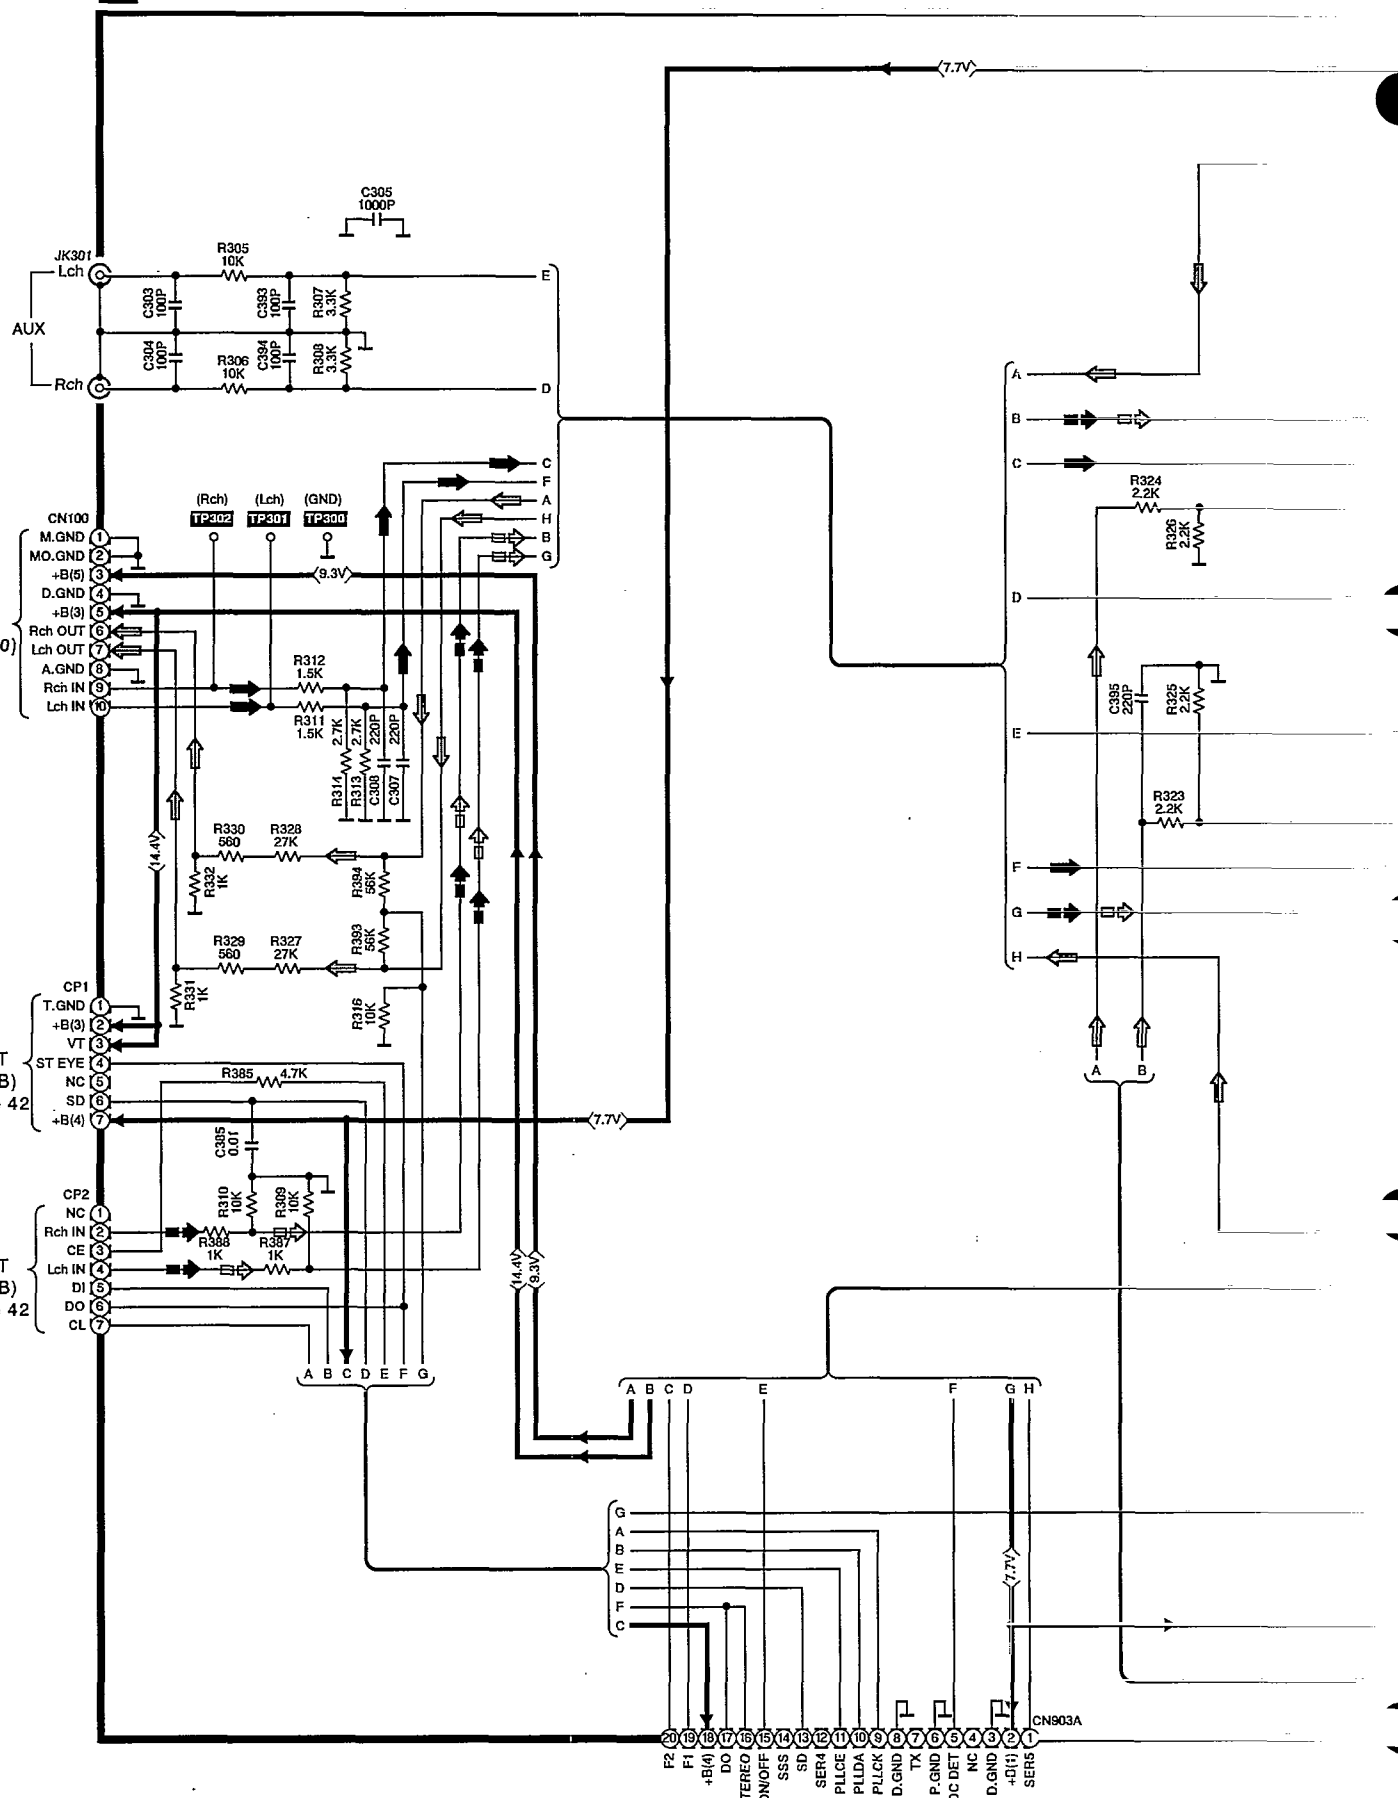 7.7V
C305
1000P
JK301
Lch
AUX
Rch
R305
10K
C303
100P
C393
100P
R307
3.3K
C304
100P
R306
10K
C394
100P
R308
3.3K
E
D
C
F
A
H
B
G
(Rch)
TP302
(Lch)
TP301
(GND)
TP300
CN100
M.GND 1
MO.GND 2
+B(5) 3
D.GND 4
+B(3) 5
Rch OUT 6
Lch OUT 7
A.GND 8
Rch IN 9
Lch IN 10
0)
9.3V
R312
1.5K
R311
1.5K
R314 2.7K
R313 2.7K
C308 220P
C307 220P
14.4V
R330
560
R328
27K
R332
1K
R394
56K
R393
56K
R329
560
R327
27K
R331
1K
R316
10K
CP1
T.GND 1
+B(3) 2
VT 3
ST EYE 4
NC 5
SD 6
+B(4) 7
T
B)
42
R385 4.7K
C385
0.01
7.7V
CP2
NC 1
Rch IN 2
CE 3
Lch IN 4
DI 5
DO 6
CL 7
T
B)
42
R310
10K
R309
10K
R388
1K
R387
1K
14.4V
9.3V
A B C D E F G
A
B
C
D
E
F
G
H
R324
2.2K
R326
2.2K
C395
220P
R325
2.2K
R323
2.2K
A B
A B C D E F G H
G
A
B
E
D
F
C
7.7V
CN903A
20 19 18 17 16 15 14 13 12 11 10 9 8 7 6 5 4 3 2 1
F2
F1
+B(4)
DO
TEREO
ON/OFF
SSS
SD
SER4
PLLCE
PLLDA
PLLCK
D.GND
TX
P.GND
DC DET
NC
D.GND
+B(1)
SER5